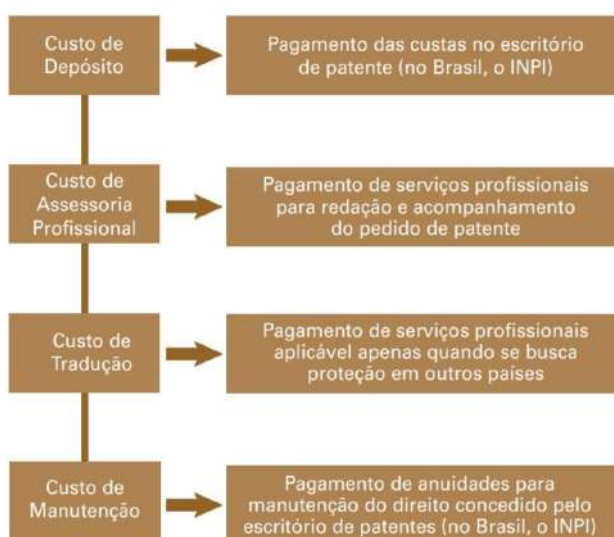 Custo de
Depósito
Pagamento das custas no escritório
de patente (no Brasil, o INPI)
Custo de
Assessoria
Profissional
Pagamento de serviços profissionais
para redação e acompanhamento
do pedido de patente
Custo de
Tradução
Pagamento de serviços profissionais
aplicável apenas quando se busca
proteção em outros países
Custo de
Manutenção
Pagamento de anuidades para
manutenção do direito concedido pelo
escritório de patentes (no Brasil, o INPI)